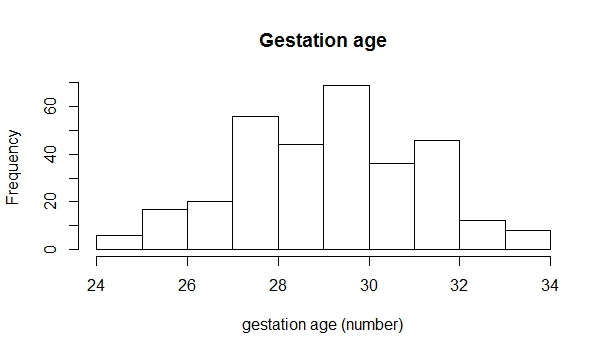 Gestation age
Frequency
60
40
20
0
24 26 28 30 32 34
gestation age (number)